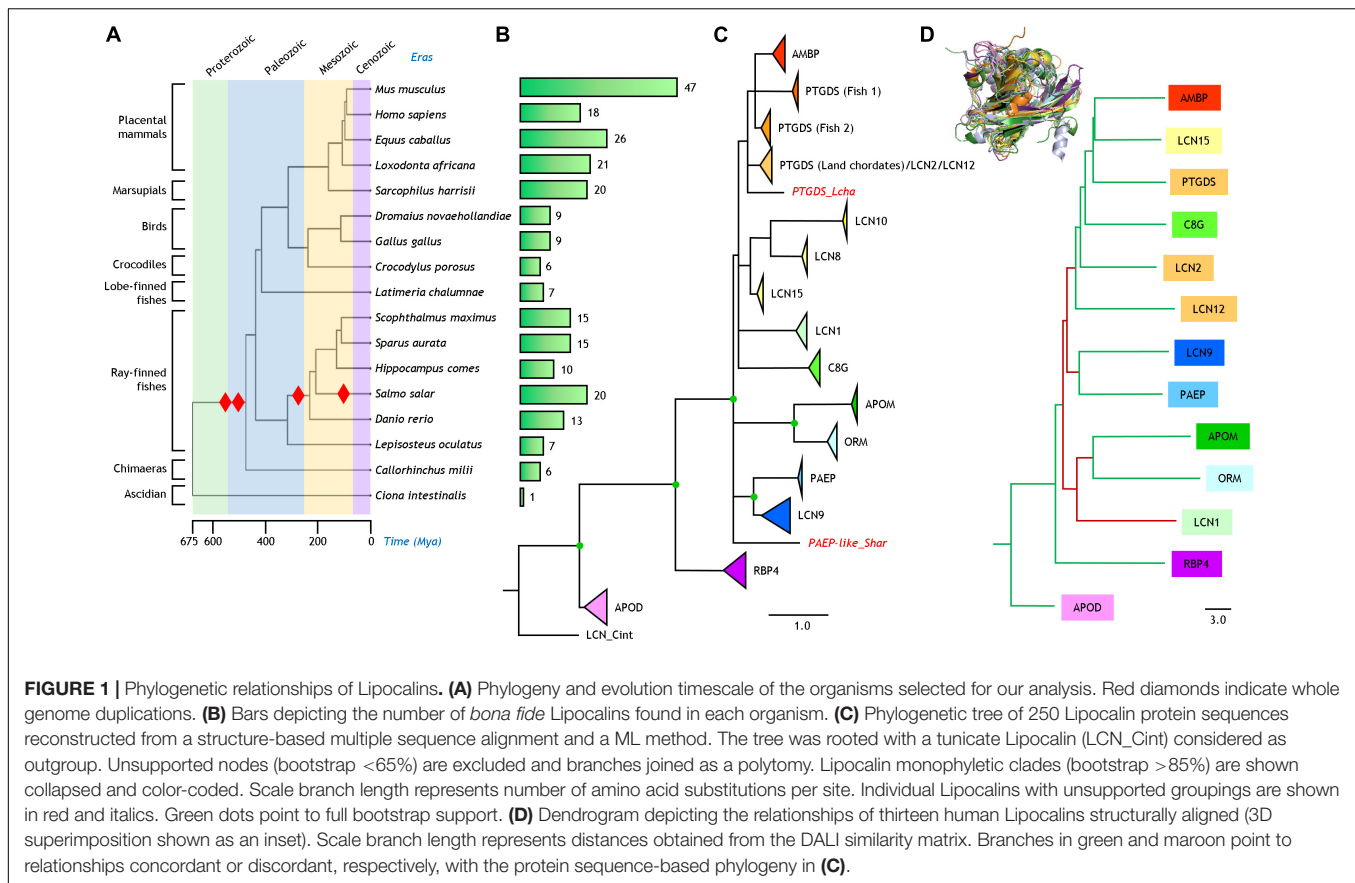 A
B
C
D
Proterozoic
Paleozoic
Mesozoic
Cenozoic
Eras
Placental
mammals
Marsupials
Birds
Crocodiles
Lobe-finned
fishes
Ray-finned
fishes
Chimaeras
Ascidian
Mus musculus
Homo sapiens
Equus caballus
Loxodonta africana
Sarcophilus harrisii
Dromaius novaehollandiae
Gallus gallus
Crocodylus porosus
Latimeria chalumnae
Scophthalmus maximus
Sparus aurata
Hippocampus comes
Salmo salar
Danio rerio
Lepisosteus oculatus
Callorhinchus milii
Ciona intestinalis
675 600 400 200 0 Time (Mya)
47
18
26
21
20
9
9
6
7
15
15
10
20
13
7
6
1
AMBP
PTGDS (Fish 1)
PTGDS (Fish 2)
PTGDS (Land chordates)/LCN2/LCN12
PTGDS_Lcha
LCN10
LCN8
LCN15
LCN1
C8G
APOM
ORM
PAEP
LCN9
PAEP-like_Shar
RBP4
APOD
LCN_Cint
1.0
AMBP
LCN15
PTGDS
C8G
LCN2
LCN12
LCN9
PAEP
APOM
ORM
LCN1
RBP4
APOD
3.0
FIGURE 1 | Phylogenetic relationships of Lipocalins. (A) Phylogeny and evolution timescale of the organisms selected for our analysis. Red diamonds indicate whole
genome duplications. (B) Bars depicting the number of bona fide Lipocalins found in each organism. (C) Phylogenetic tree of 250 Lipocalin protein sequences
reconstructed from a structure-based multiple sequence alignment and a ML method. The tree was rooted with a tunicate Lipocalin (LCN_Cint) considered as
outgroup. Unsupported nodes (bootstrap <65%) are excluded and branches joined as a polytomy. Lipocalin monophyletic clades (bootstrap >85%) are shown
collapsed and color-coded. Scale branch length represents number of amino acid substitutions per site. Individual Lipocalins with unsupported groupings are shown
in red and italics. Green dots point to full bootstrap support. (D) Dendrogram depicting the relationships of thirteen human Lipocalins structurally aligned (3D
superimposition shown as an inset). Scale branch length represents distances obtained from the DALI similarity matrix. Branches in green and maroon point to
relationships concordant or discordant, respectively, with the protein sequence-based phylogeny in (C).